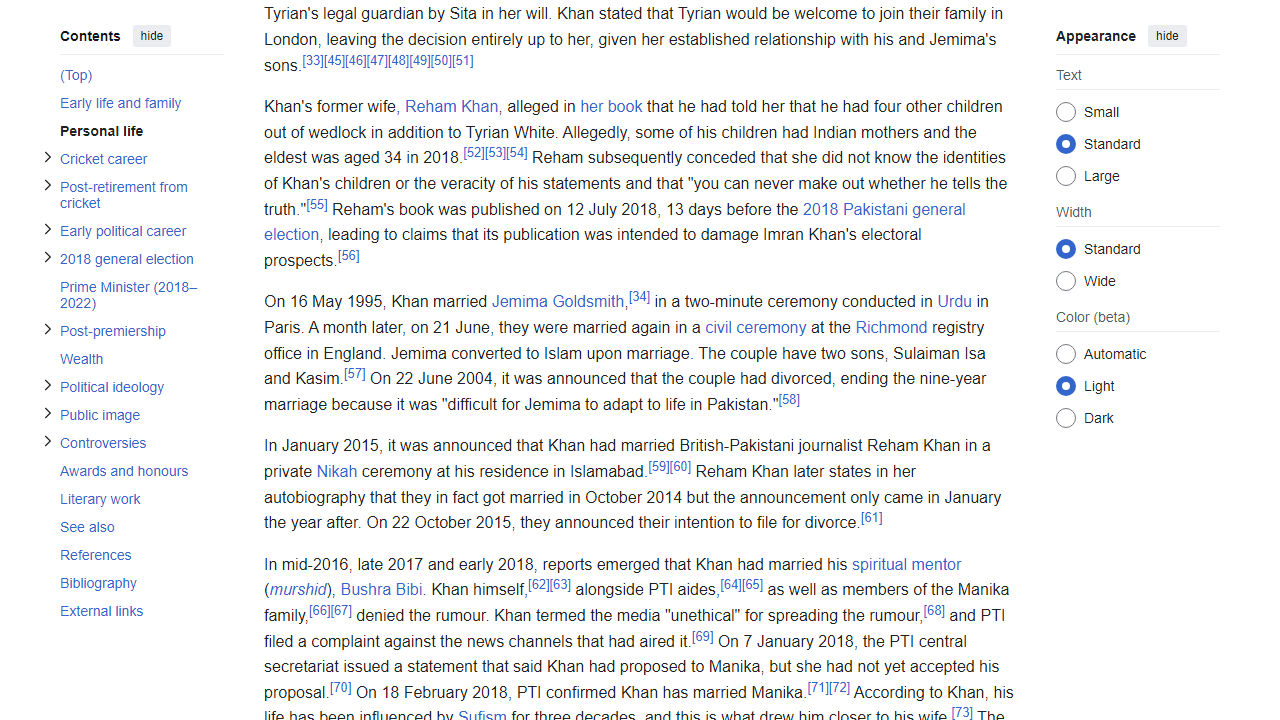 Contents hide
(Top)
Early life and family
Personal life
Cricket career
Post-retirement from
cricket
Early political career
2018 general election
Prime Minister (2018–
2022)
Post-premiership
Wealth
Political ideology
Public image
Controversies
Awards and honours
Literary work
See also
References
Bibliography
External links
Tyrian's legal guardian by Sita in her will. Khan stated that Tyrian would be welcome to join their family in
London, leaving the decision entirely up to her, given her established relationship with his and Jemima's
sons.[33][45][46][47][48][49][50][51]
Khan's former wife, Reham Khan, alleged in her book that he had told her that he had four other children
out of wedlock in addition to Tyrian White. Allegedly, some of his children had Indian mothers and the
eldest was aged 34 in 2018.[52][53][54] Reham subsequently conceded that she did not know the identities
of Khan's children or the veracity of his statements and that "you can never make out whether he tells the
truth."[55] Reham's book was published on 12 July 2018, 13 days before the 2018 Pakistani general
election, leading to claims that its publication was intended to damage Imran Khan's electoral
prospects.[56]
On 16 May 1995, Khan married Jemima Goldsmith,[34] in a two-minute ceremony conducted in Urdu in
Paris. A month later, on 21 June, they were married again in a civil ceremony at the Richmond registry
office in England. Jemima converted to Islam upon marriage. The couple have two sons, Sulaiman Isa
and Kasim.[57] On 22 June 2004, it was announced that the couple had divorced, ending the nine-year
marriage because it was "difficult for Jemima to adapt to life in Pakistan."[58]
In January 2015, it was announced that Khan had married British-Pakistani journalist Reham Khan in a
private Nikah ceremony at his residence in Islamabad.[59][60] Reham Khan later states in her
autobiography that they in fact got married in October 2014 but the announcement only came in January
the year after. On 22 October 2015, they announced their intention to file for divorce.[61]
In mid-2016, late 2017 and early 2018, reports emerged that Khan had married his spiritual mentor
(murshid), Bushra Bibi. Khan himself,[62][63] alongside PTI aides,[64][65] as well as members of the Manika
family,[66][67] denied the rumour. Khan termed the media "unethical" for spreading the rumour,[68] and PTI
filed a complaint against the news channels that had aired it.[69] On 7 January 2018, the PTI central
secretariat issued a statement that said Khan had proposed to Manika, but she had not yet accepted his
proposal.[70] On 18 February 2018, PTI confirmed Khan has married Manika.[71][72] According to Khan, his
life has been influenced by Sufism for three decades, and this is what drew him closer to his wife.[73] The
Appearance hide
Text
Small
Standard
Large
Width
Standard
Wide
Color (beta)
Automatic
Light
Dark